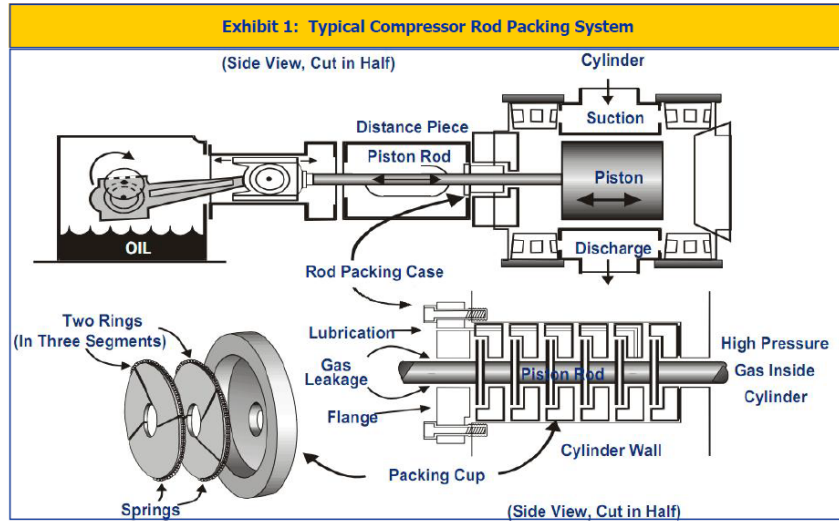 Exhibit 1: Typical Compressor Rod Packing System
(Side View, Cut in Half)
Cylinder
Suction
Distance Piece
Piston Rod
Piston
OIL
Discharge
Rod Packing Case
Two Rings
(In Three Segments)
Lubrication
Gas
Leakage
Flange
Piston Rod
High Pressure
Gas Inside
Cylinder
Cylinder Wall
Packing Cup
Springs
(Side View, Cut in Half)